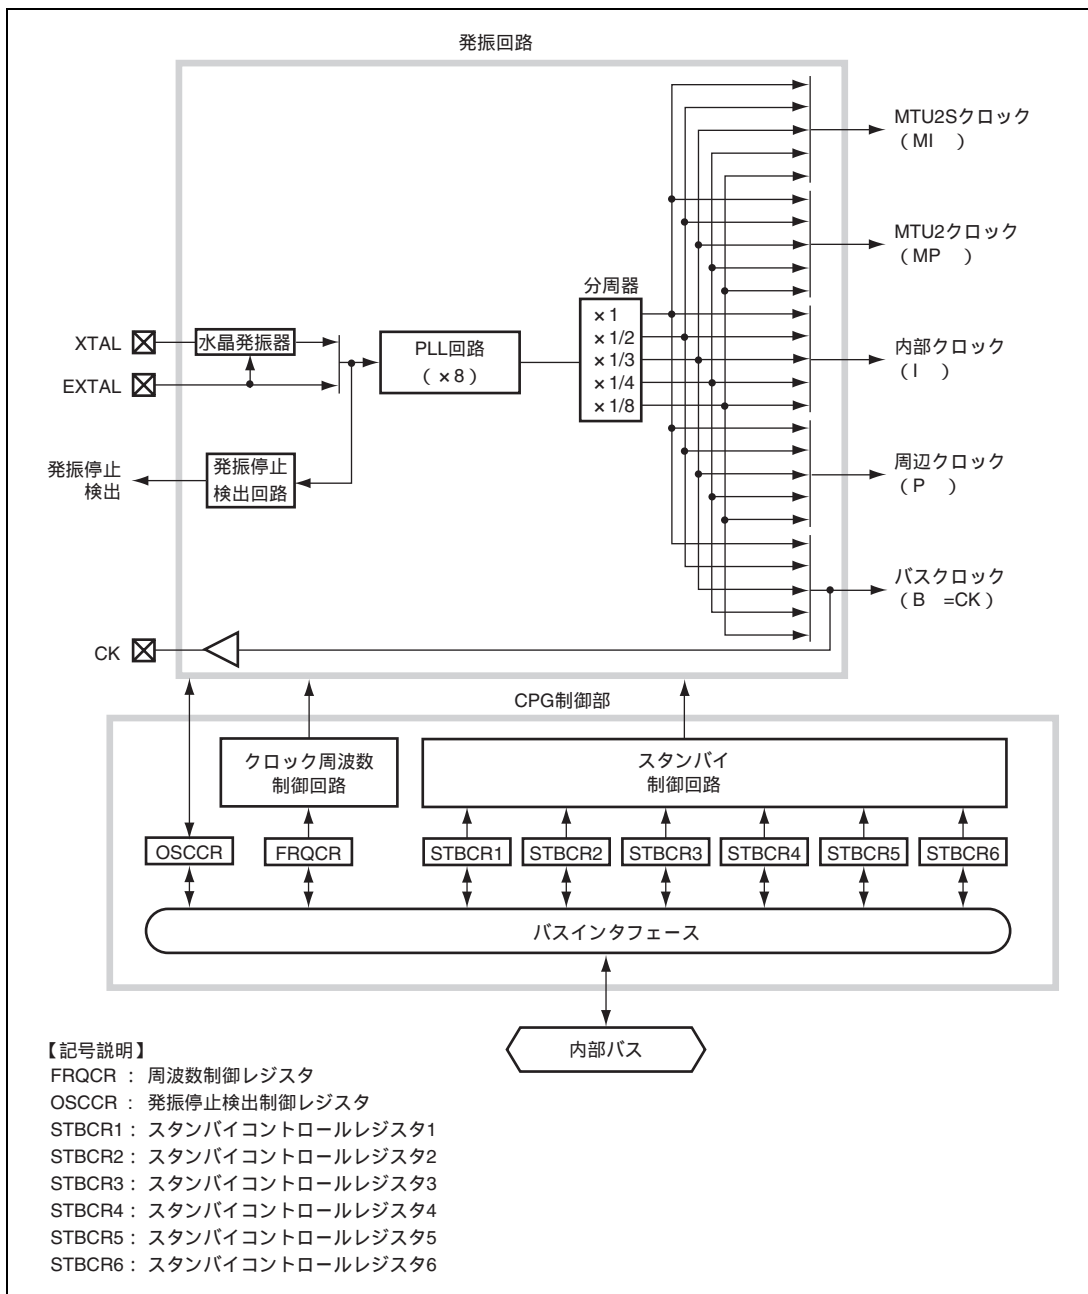 発振回路
MTU2Sクロック
（MI　）
MTU2クロック
（MP　）
分周器
×1
×1/2
×1/3
×1/4
×1/8
XTAL
水晶発振器
PLL回路
（×8）
内部クロック
（I　）
EXTAL
発振停止
検出
発振停止
検出回路
周辺クロック
（P　）
バスクロック
（B　=CK）
CK
CPG制御部
クロック周波数
制御回路
スタンバイ
制御回路
OSCCR
FRQCR
STBCR1
STBCR2
STBCR3
STBCR4
STBCR5
STBCR6
バスインタフェース
内部バス
【記号説明】
FRQCR : 周波数制御レジスタ
OSCCR : 発振停止検出制御レジスタ
STBCR1 : スタンバイコントロールレジスタ1
STBCR2 : スタンバイコントロールレジスタ2
STBCR3 : スタンバイコントロールレジスタ3
STBCR4 : スタンバイコントロールレジスタ4
STBCR5 : スタンバイコントロールレジスタ5
STBCR6 : スタンバイコントロールレジスタ6